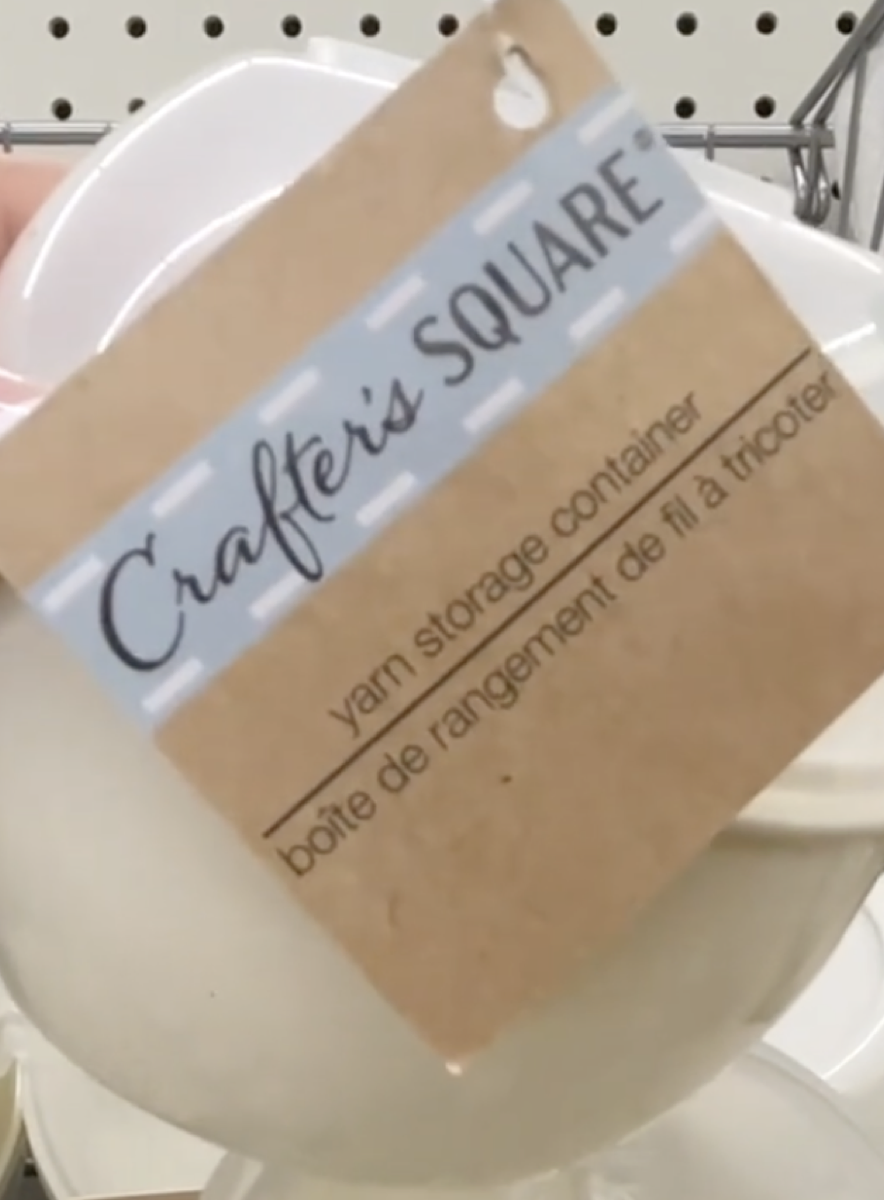 Crafter's SQUARE®
yarn storage container
boîte de rangement de fil à tricoter